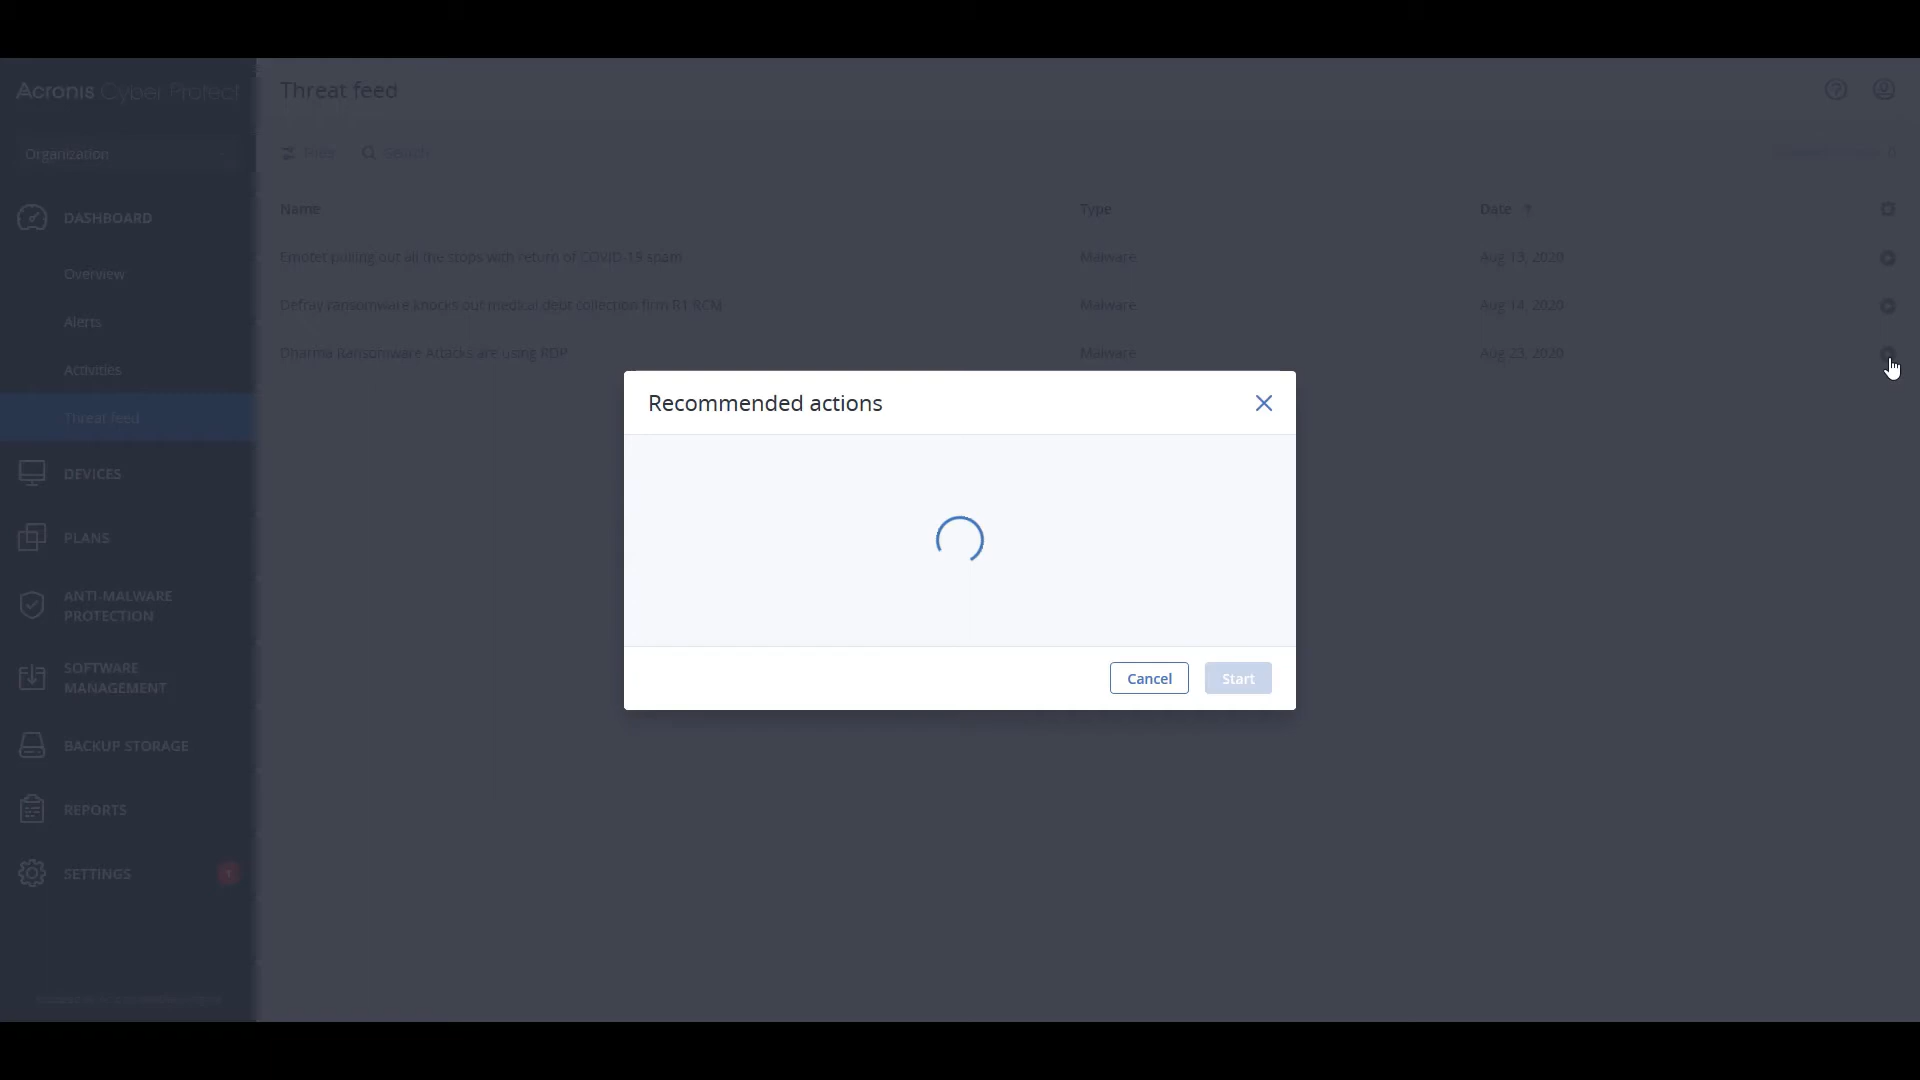 Acronis Cyber Protect
Threat feed
Organization
Search
DASHBOARD
Name
Type
Date
Overview
Emotet pulling out all the stops with return of COVID-19 spam
Malware
Aug 13, 2020
Alerts
Defray ransomware knocks out medical debt collection firm R1 RCM
Malware
Aug 14, 2020
Activities
Dharma Ransomware Attacks are using RDP
Malware
Aug 23, 2020
Threat feed
Recommended actions
DEVICES
PLANS
ANTI-MALWARE
PROTECTION
SOFTWARE
MANAGEMENT
Cancel
Start
BACKUP STORAGE
REPORTS
SETTINGS
1